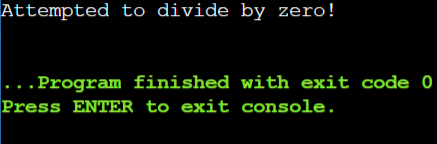 Attempted to divide by zero!
...Program finished with exit code 0
Press ENTER to exit console.